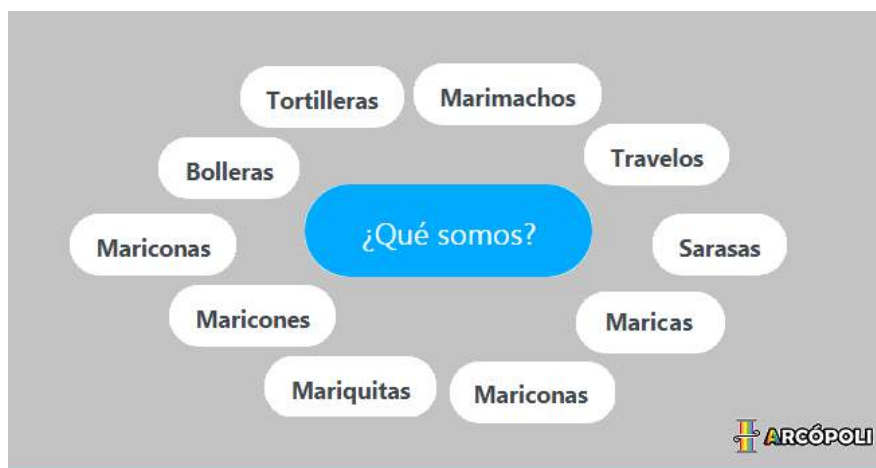 Tortilleras
Marimachos
Bolleras
Travelos
¿Qué somos?
Mariconas
Sarasas
Maricones
Maricas
Mariquitas
Mariconas
ARCÓPOLI